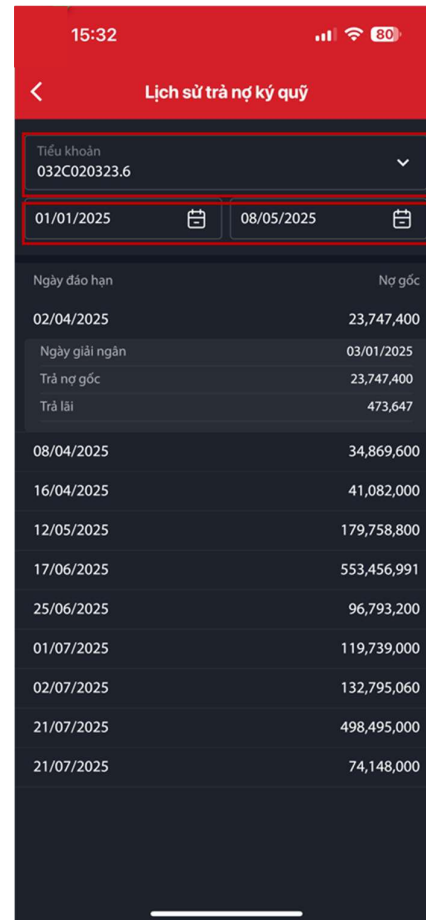 15:32
80
Lịch sử trả nợ ký quỹ
Tiểu khoản
032C020323.6
01/01/2025 08/05/2025
Ngày đáo hạn Nợ gốc
02/04/2025 23,747,400
Ngày giải ngân 03/01/2025
Trả nợ gốc 23,747,400
Trả lãi 473,647
08/04/2025 34,869,600
16/04/2025 41,082,000
12/05/2025 179,758,800
17/06/2025 553,456,991
25/06/2025 96,793,200
01/07/2025 119,739,000
02/07/2025 132,795,060
21/07/2025 498,495,000
21/07/2025 74,148,000